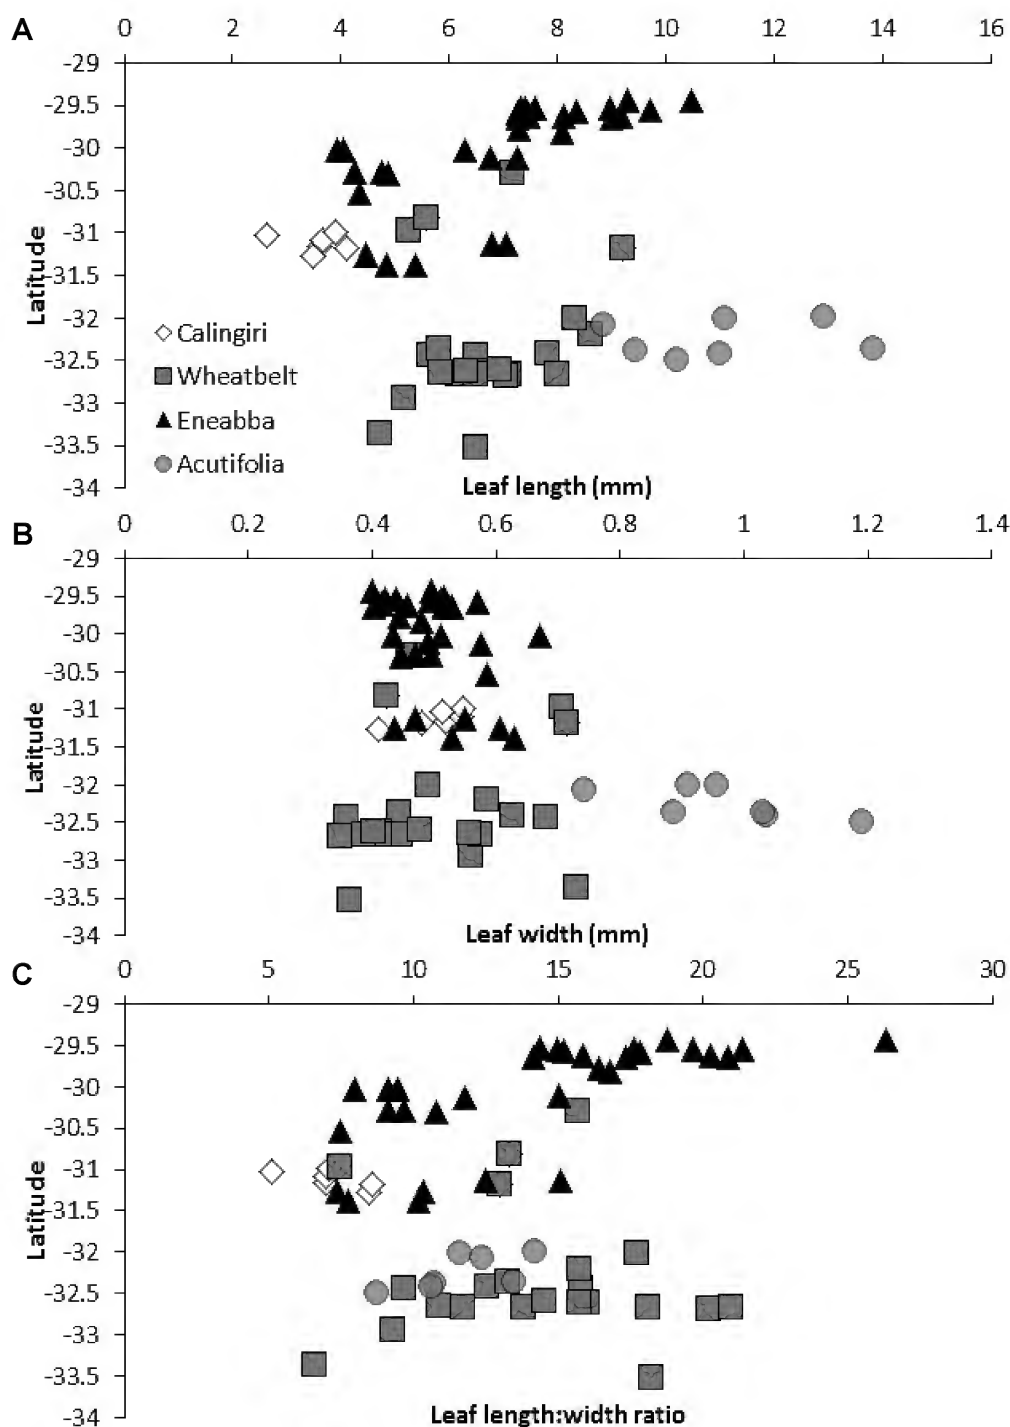 A
0 2 4 6 8 10 12 14 16
-29
-29.5
-30
-30.5
-31
-31.5
-32
-32.5
-33
-33.5
-34
Latitude
Calingiri
Wheatbelt
Eneabba
Acutifolia
Leaf length (mm)
B
0 0.2 0.4 0.6 0.8 1 1.2 1.4
-29
-29.5
-30
-30.5
-31
-31.5
-32
-32.5
-33
-33.5
-34
Latitude
Leaf width (mm)
C
0 5 10 15 20 25 30
-29
-29.5
-30
-30.5
-31
-31.5
-32
-32.5
-33
-33.5
-34
Latitude
Leaf length:width ratio